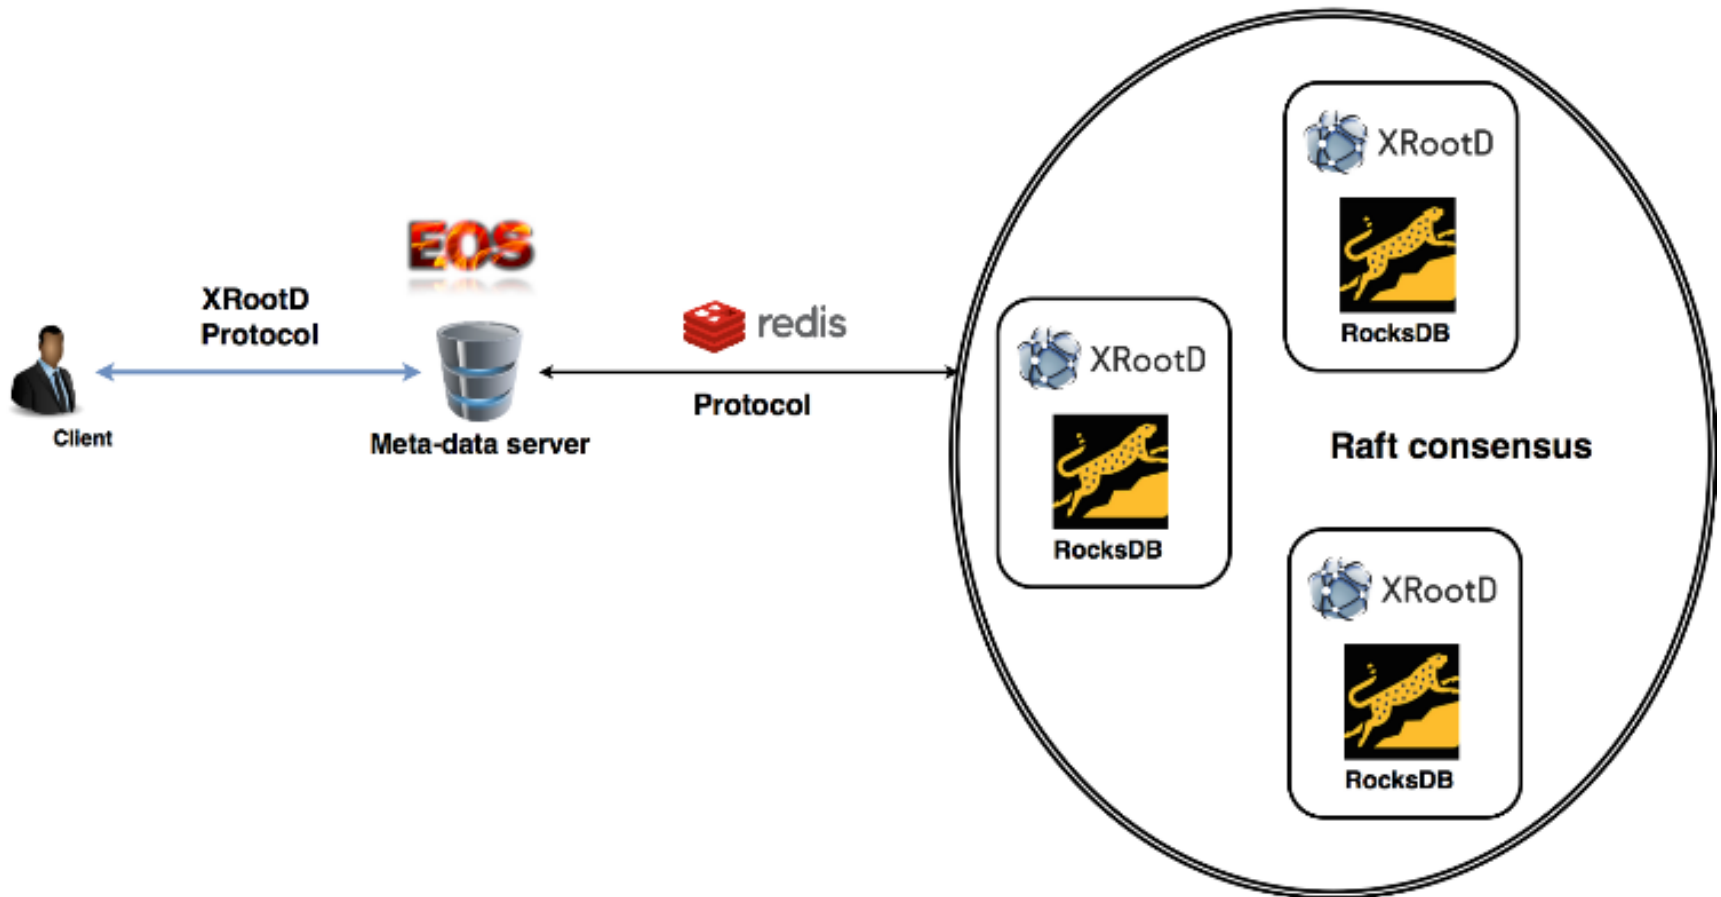 EOS
XRootD
Protocol
Client
Meta-data server
redis
Protocol
XRootD
RocksDB
XRootD
RocksDB
Raft consensus
XRootD
RocksDB